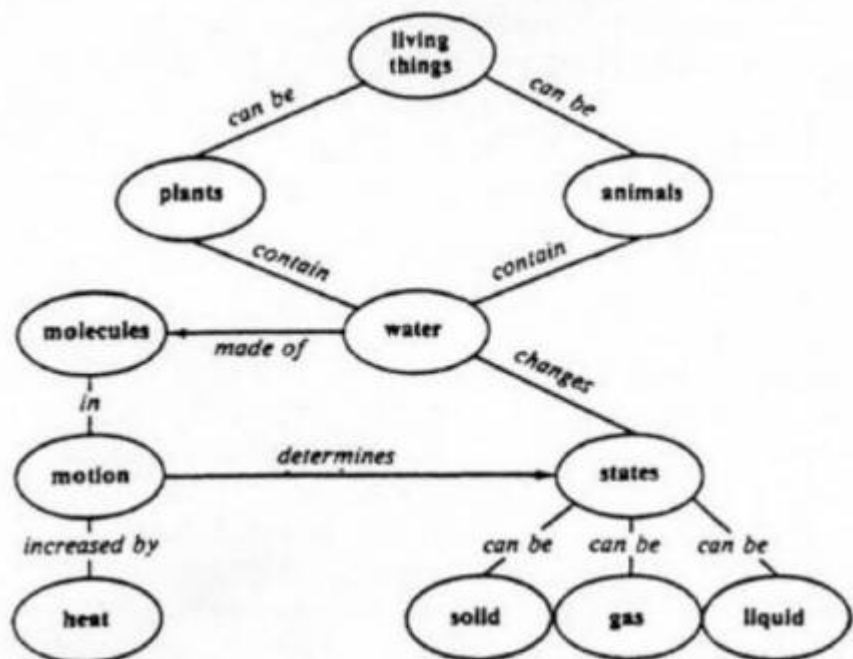 living
things
can be
can be
plants
animals
contain
contain
molecules
made of
water
changes
in
motion
determines
states
increased by
can be
can be
can be
heat
solid
gas
liquid